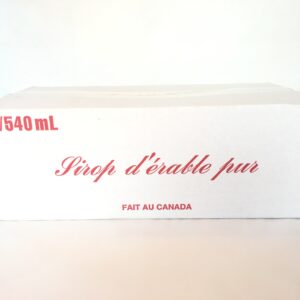 /540 mL
Sirop d'érable pur
FAIT AU CANADA